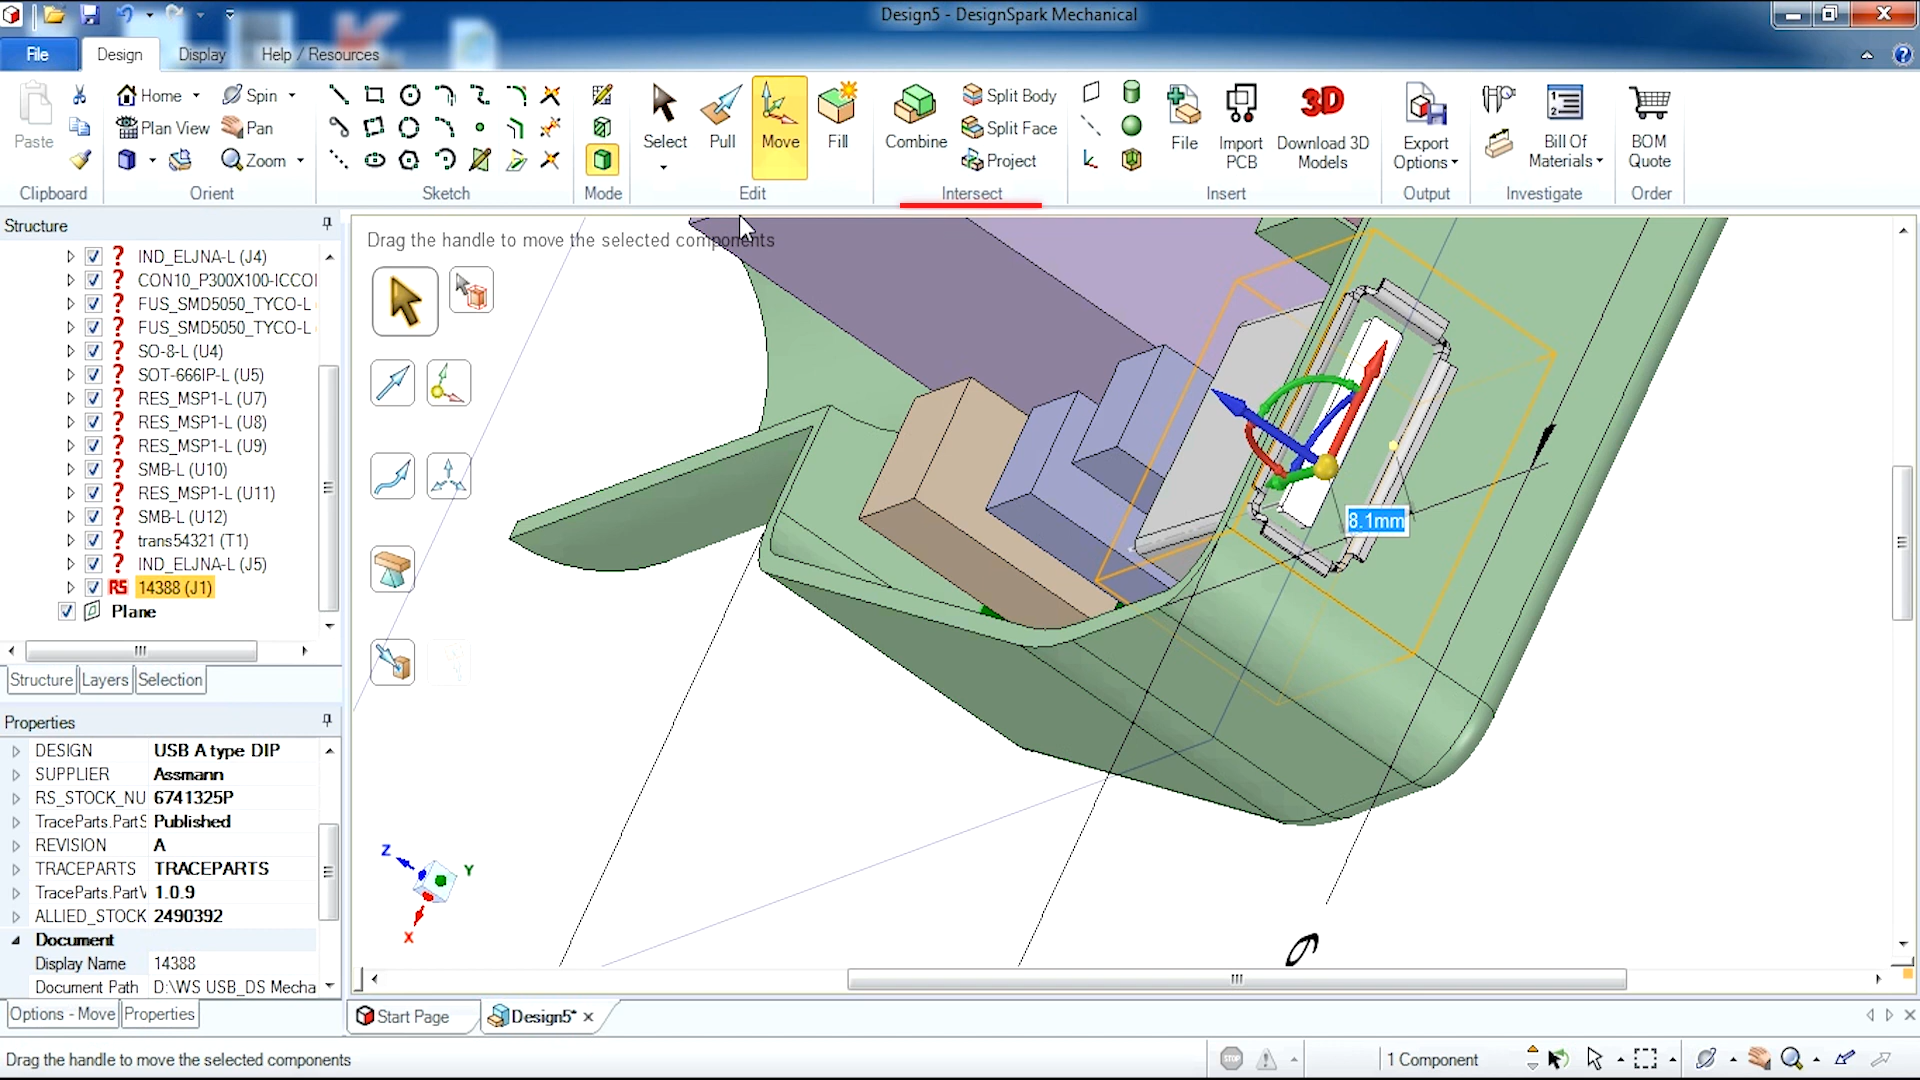 Design5 - DesignSpark Mechanical
File
Design
Display
Help / Resources
Paste
Home
Plan View
Spin
Pan
Zoom
Select
Pull
Move
Fill
Combine
Split Body
Split Face
Project
File
Import PCB
3D
Download 3D Models
Export Options
Bill Of Materials
BOM Quote
Clipboard
Orient
Sketch
Mode
Edit
Intersect
Insert
Output
Investigate
Order
Structure
IND_ELJNA-L (J4)
CON10_P300X100-ICCO
FUS_SMD5050_TYCO-L
FUS_SMD5050_TYCO-L
SO-8-L (U4)
SOT-666IP-L (U5)
RES_MSP1-L (U7)
RES_MSP1-L (U8)
RES_MSP1-L (U9)
SMB-L (U10)
RES_MSP1-L (U11)
SMB-L (U12)
trans54321 (T1)
IND_ELJNA-L (J5)
RS 14388 (J1)
Plane
Structure
Layers
Selection
Properties
DESIGN USB A type DIP
SUPPLIER Assmann
RS_STOCK_NU 6741325P
TraceParts.PartS Published
REVISION A
TRACEPARTS TRACEPARTS
TraceParts.PartV 1.0.9
ALLIED_STOCK 2490392
Document
Display Name 14388
Document Path D:\WS USB_DS Mecha
Options - Move
Properties
Drag the handle to move the selected components
8.1mm
Z
Y
X
Start Page
Design5*
Drag the handle to move the selected components
STOP
1 Component